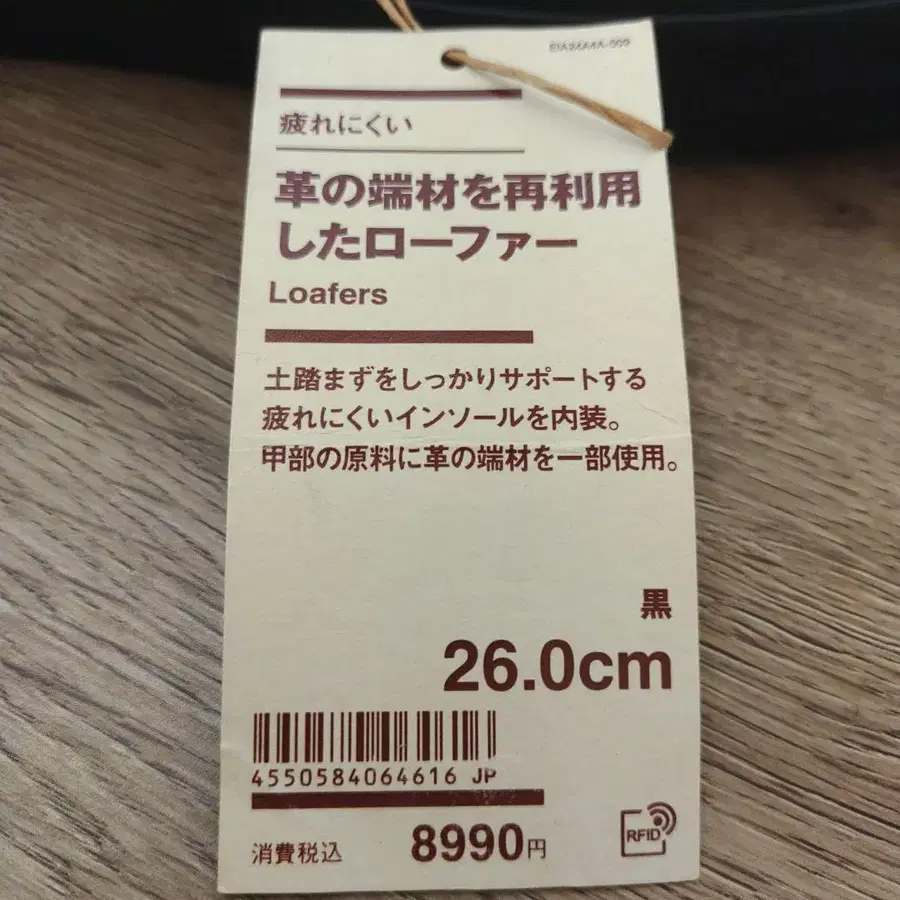 疲れにくい
革の端材を再利用
したローファー
Loafers
土踏まずをしっかりサポートする
疲れにくいインソールを内装。
甲部の原料に革の端材を一部使用。
黒
26.0cm
4550584064616 JP
消費税込 8990円
RFID